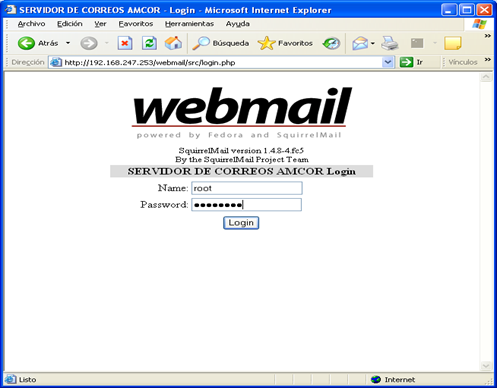 SERVIDOR DE CORREOS AMCOR - Login - Microsoft Internet Explorer
Archivo Edición Ver Favoritos Herramientas Ayuda
Atrás Búsqueda Favoritos
Dirección http://192.168.247.253/webmail/src/login.php Ir Vínculos
webmail
powered by Fedora and SquirrelMail
SquirrelMail version 1.4.8-4.fc5
By the SquirrelMail Project Team
SERVIDOR DE CORREOS AMCOR Login
Name: root
Password: ●●●●●●●●
Login
Listo Internet